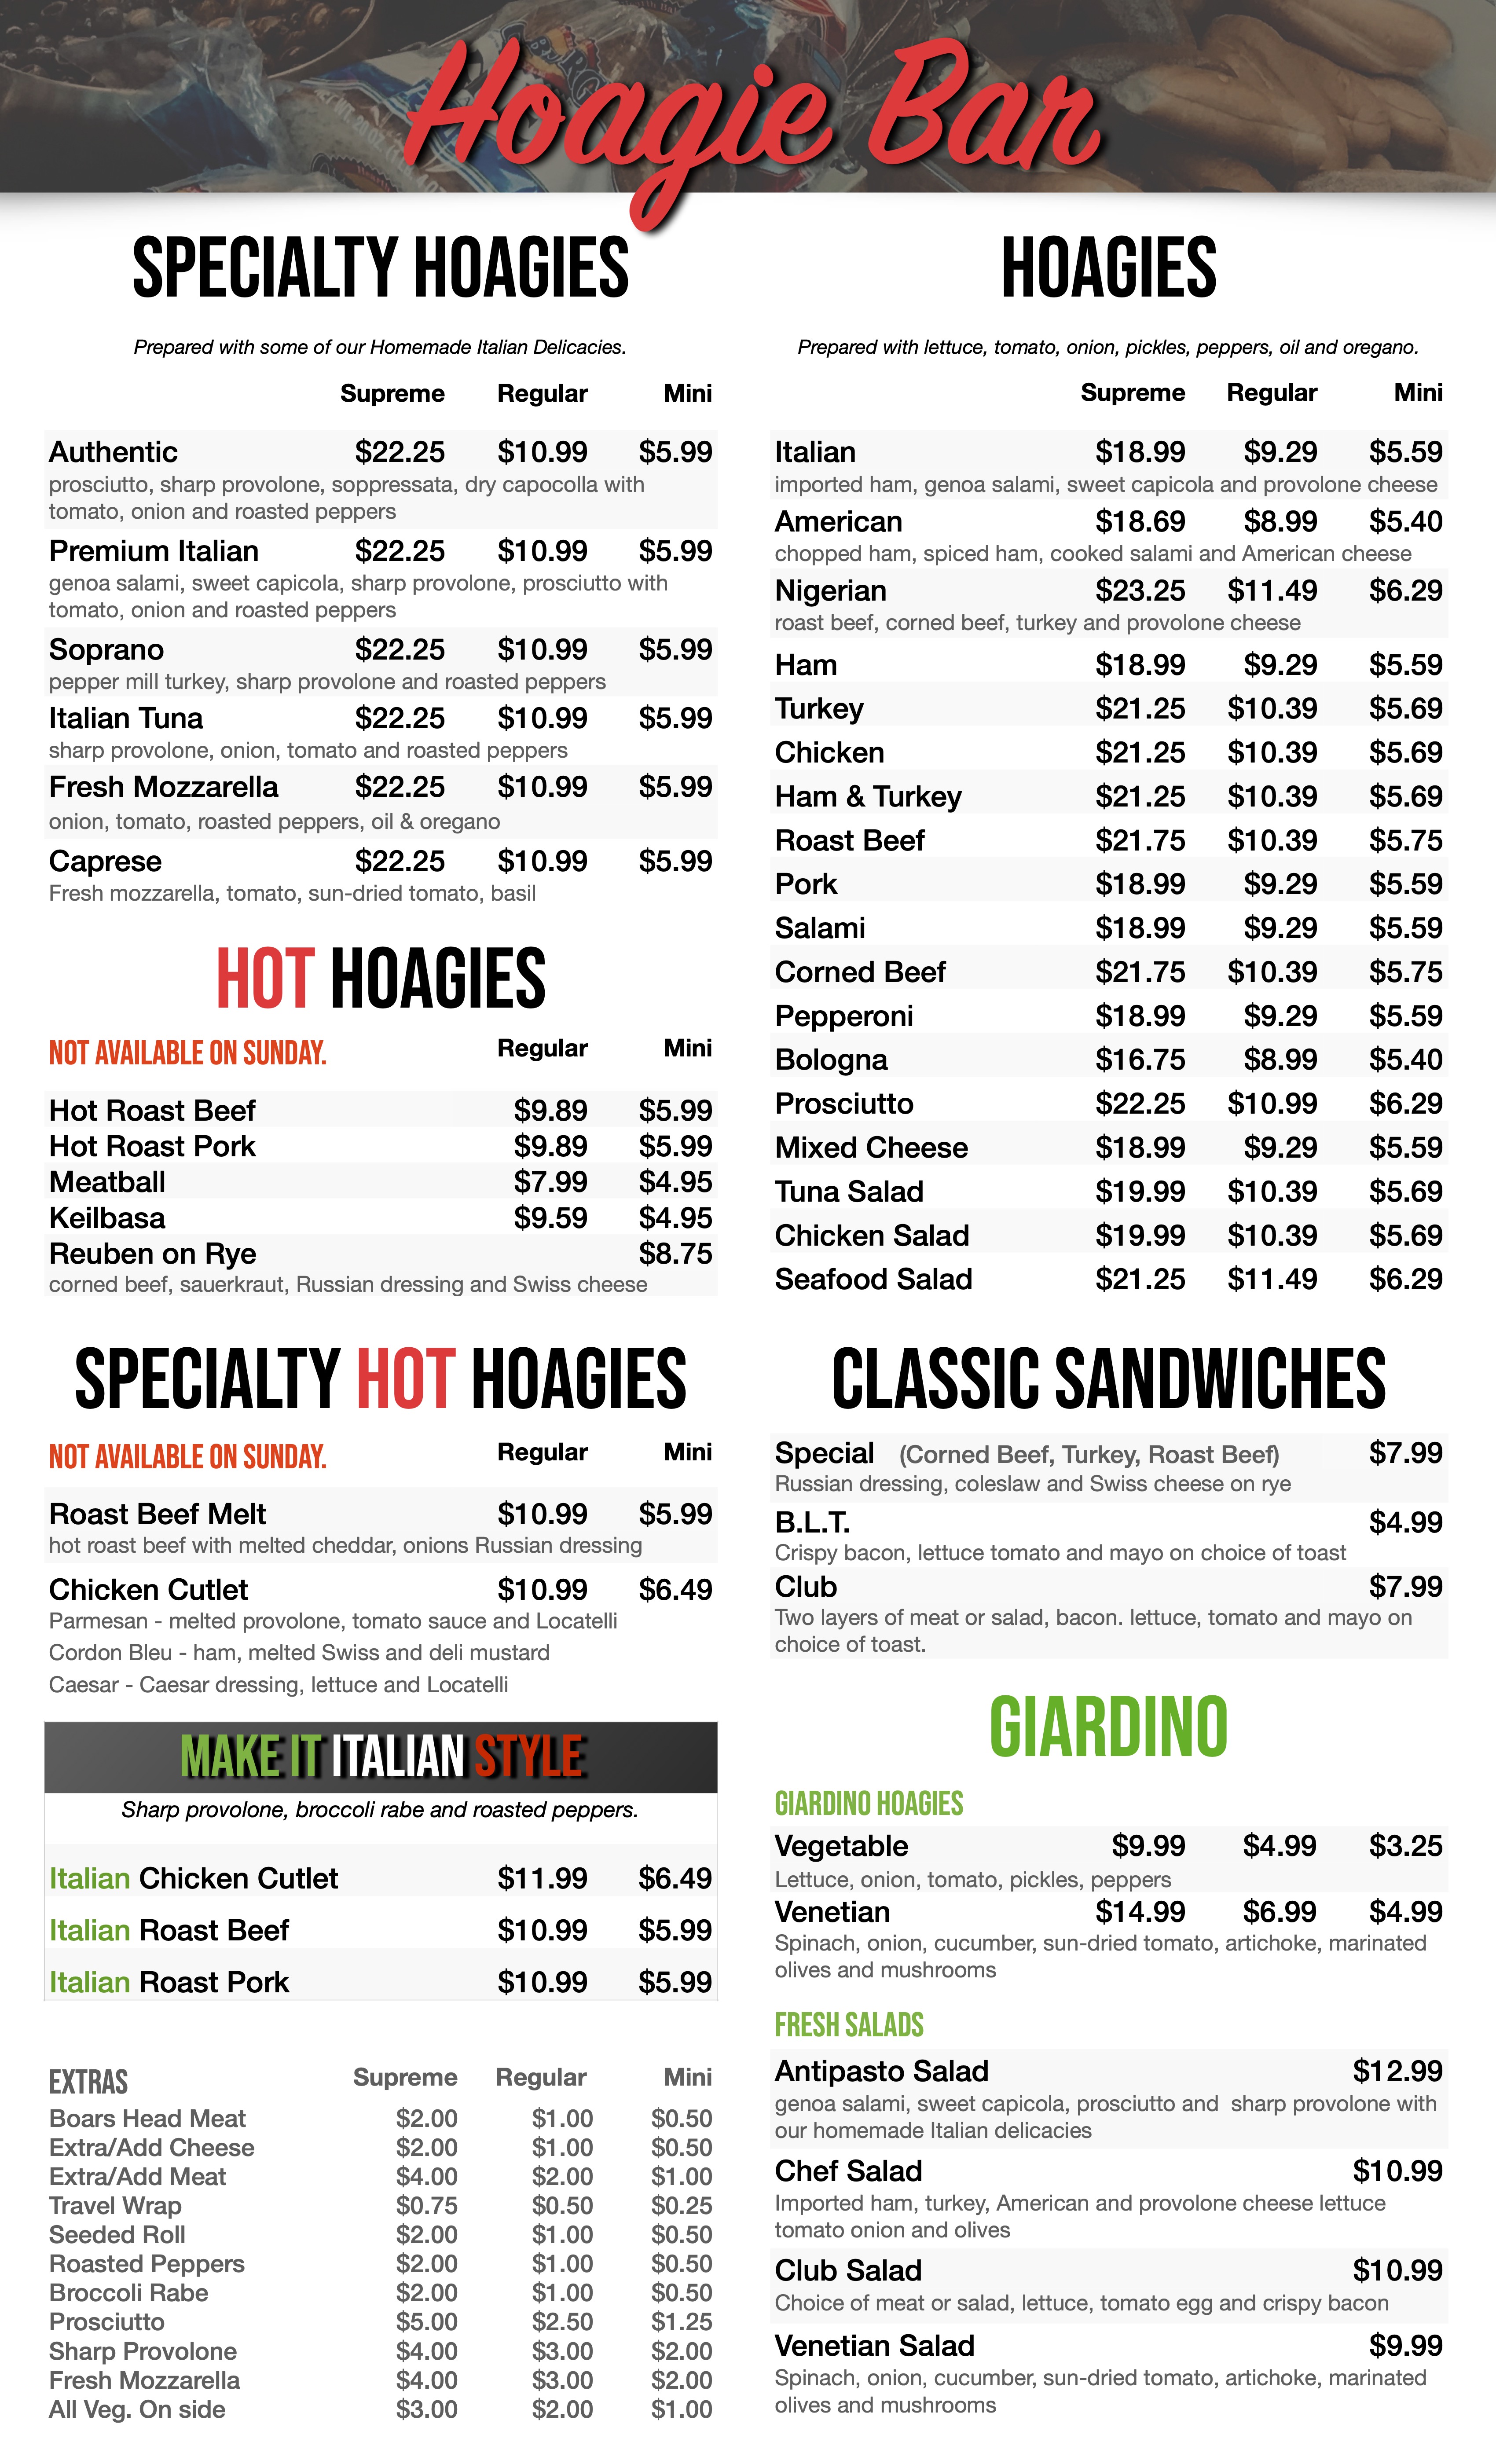 Hoagie Bar
SPECIALTY HOAGIES
Prepared with some of our Homemade Italian Delicacies.
Supreme Regular Mini
Authentic $22.25 $10.99 $5.99
prosciutto, sharp provolone, soppressata, dry capocolla with
tomato, onion and roasted peppers
Premium Italian $22.25 $10.99 $5.99
genoa salami, sweet capicola, sharp provolone, prosciutto with
tomato, onion and roasted peppers
Soprano $22.25 $10.99 $5.99
pepper mill turkey, sharp provolone and roasted peppers
Italian Tuna $22.25 $10.99 $5.99
sharp provolone, onion, tomato and roasted peppers
Fresh Mozzarella $22.25 $10.99 $5.99
onion, tomato, roasted peppers, oil & oregano
Caprese $22.25 $10.99 $5.99
Fresh mozzarella, tomato, sun-dried tomato, basil
HOT HOAGIES
NOT AVAILABLE ON SUNDAY. Regular Mini
Hot Roast Beef $9.89 $5.99
Hot Roast Pork $9.89 $5.99
Meatball $7.99 $4.95
Keilbasa $9.59 $4.95
Reuben on Rye $8.75
corned beef, sauerkraut, Russian dressing and Swiss cheese
SPECIALTY HOT HOAGIES
NOT AVAILABLE ON SUNDAY. Regular Mini
Roast Beef Melt $10.99 $5.99
hot roast beef with melted cheddar, onions Russian dressing
Chicken Cutlet $10.99 $6.49
Parmesan - melted provolone, tomato sauce and Locatelli
Cordon Bleu - ham, melted Swiss and deli mustard
Caesar - Caesar dressing, lettuce and Locatelli
MAKE IT ITALIAN STYLE
Sharp provolone, broccoli rabe and roasted peppers.
Italian Chicken Cutlet $11.99 $6.49
Italian Roast Beef $10.99 $5.99
Italian Roast Pork $10.99 $5.99
EXTRAS Supreme Regular Mini
Boars Head Meat $2.00 $1.00 $0.50
Extra/Add Cheese $2.00 $1.00 $0.50
Extra/Add Meat $4.00 $2.00 $1.00
Travel Wrap $0.75 $0.50 $0.25
Seeded Roll $2.00 $1.00 $0.50
Roasted Peppers $2.00 $1.00 $0.50
Broccoli Rabe $2.00 $1.00 $0.50
Prosciutto $5.00 $2.50 $1.25
Sharp Provolone $4.00 $3.00 $2.00
Fresh Mozzarella $4.00 $3.00 $2.00
All Veg. On side $3.00 $2.00 $1.00
HOAGIES
Prepared with lettuce, tomato, onion, pickles, peppers, oil and oregano.
Supreme Regular Mini
Italian $18.99 $9.29 $5.59
imported ham, genoa salami, sweet capicola and provolone cheese
American $18.69 $8.99 $5.40
chopped ham, spiced ham, cooked salami and American cheese
Nigerian $23.25 $11.49 $6.29
roast beef, corned beef, turkey and provolone cheese
Ham $18.99 $9.29 $5.59
Turkey $21.25 $10.39 $5.69
Chicken $21.25 $10.39 $5.69
Ham & Turkey $21.25 $10.39 $5.69
Roast Beef $21.75 $10.39 $5.75
Pork $18.99 $9.29 $5.59
Salami $18.99 $9.29 $5.59
Corned Beef $21.75 $10.39 $5.75
Pepperoni $18.99 $9.29 $5.59
Bologna $16.75 $8.99 $5.40
Prosciutto $22.25 $10.99 $6.29
Mixed Cheese $18.99 $9.29 $5.59
Tuna Salad $19.99 $10.39 $5.69
Chicken Salad $19.99 $10.39 $5.69
Seafood Salad $21.25 $11.49 $6.29
CLASSIC SANDWICHES
Special (Corned Beef, Turkey, Roast Beef) $7.99
Russian dressing, coleslaw and Swiss cheese on rye
B.L.T. $4.99
Crispy bacon, lettuce tomato and mayo on choice of toast
Club $7.99
Two layers of meat or salad, bacon. lettuce, tomato and mayo on
choice of toast.
GIARDINO
GIARDINO HOAGIES
Vegetable $9.99 $4.99 $3.25
Lettuce, onion, tomato, pickles, peppers
Venetian $14.99 $6.99 $4.99
Spinach, onion, cucumber, sun-dried tomato, artichoke, marinated
olives and mushrooms
FRESH SALADS
Antipasto Salad $12.99
genoa salami, sweet capicola, prosciutto and sharp provolone with
our homemade Italian delicacies
Chef Salad $10.99
Imported ham, turkey, American and provolone cheese lettuce
tomato onion and olives
Club Salad $10.99
Choice of meat or salad, lettuce, tomato egg and crispy bacon
Venetian Salad $9.99
Spinach, onion, cucumber, sun-dried tomato, artichoke, marinated
olives and mushrooms